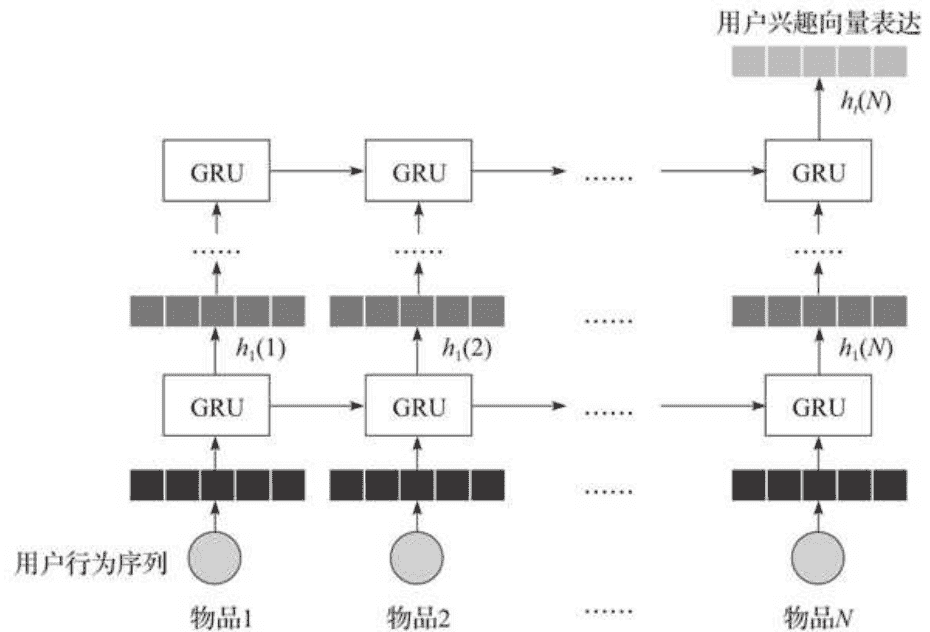 用户兴趣向量表达
hl(N)
GRU GRU ...... GRU
...... ...... ......
......
h1(1) h1(2) h1(N)
GRU GRU ...... GRU
......
用户行为序列
物品1 物品2 ...... 物品N